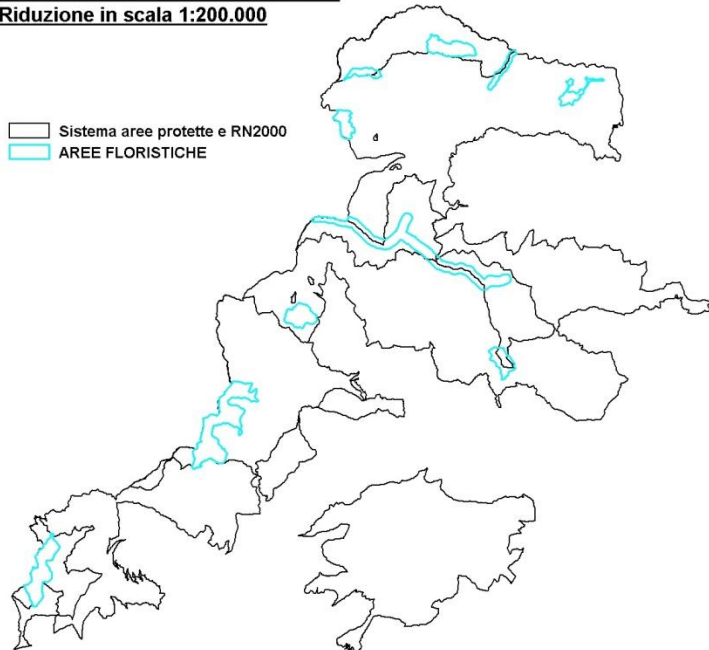 Riduzione in scala 1:200.000
Sistema aree protette e RN2000
AREE FLORISTICHE